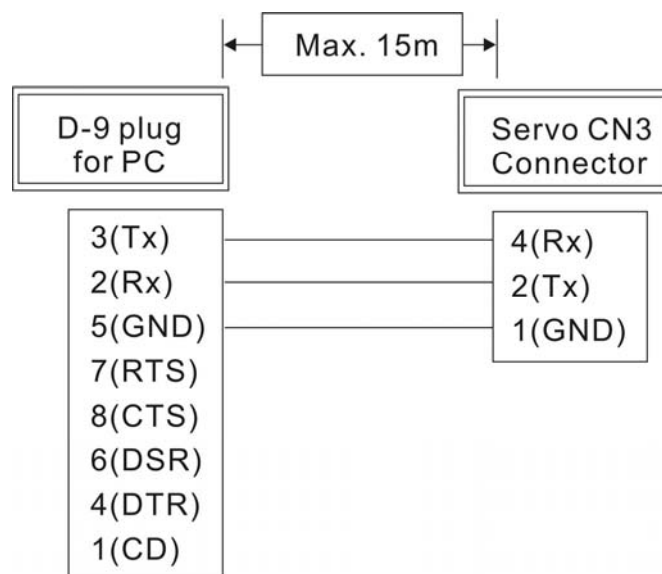 Max. 15m
D-9 plug
for PC
Servo CN3
Connector
3(Tx)
2(Rx)
5(GND)
7(RTS)
8(CTS)
6(DSR)
4(DTR)
1(CD)
4(Rx)
2(Tx)
1(GND)